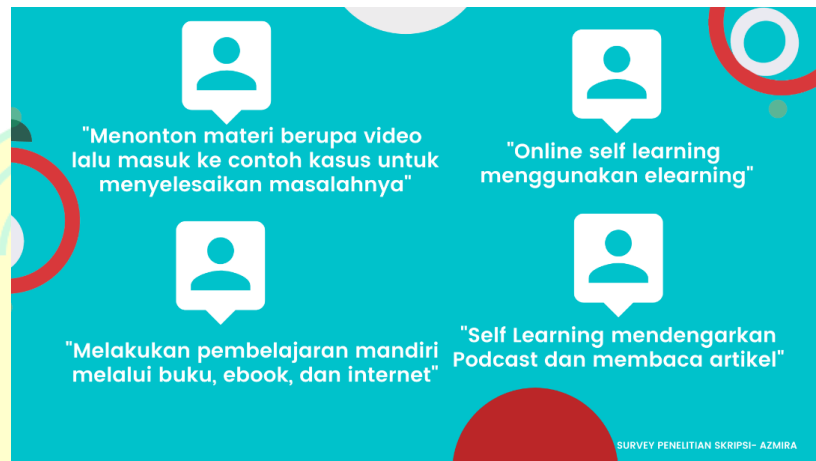 "Menonton materi berupa video
lalu masuk ke contoh kasus untuk
menyelesaikan masalahnya"
"Online self learning
menggunakan elearning"
"Melakukan pembelajaran mandiri
melalui buku, ebook, dan internet"
"Self Learning mendengarkan
Podcast dan membaca artikel"
SURVEY PENELITIAN SKRIPSI- AZMIRA